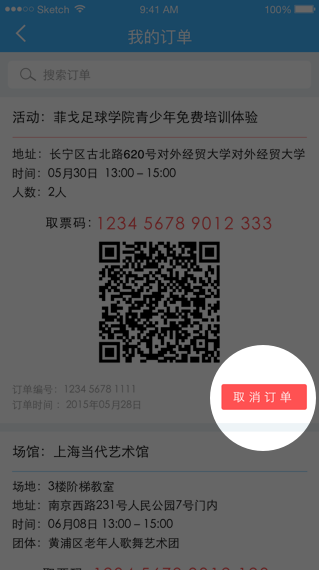 Sketch 9:41 AM 100%
我的订单
搜索订单
活动：菲戈足球学院青少年免费培训体验
地址：长宁区古北路620号对外经贸大学对外经贸大学
时间：05月30日 13:00 – 15:00
人数：2人
取票码：1234 5678 9012 333
订单编号：1234 5678 1111
订单时间：2015年05月28日
取消订单
场馆：上海当代艺术馆
场地：3楼阶梯教室
地址：南京西路231号人民公园7号门内
时间：06月08日 13:00 – 15:00
团体：黄浦区老年人歌舞艺术团